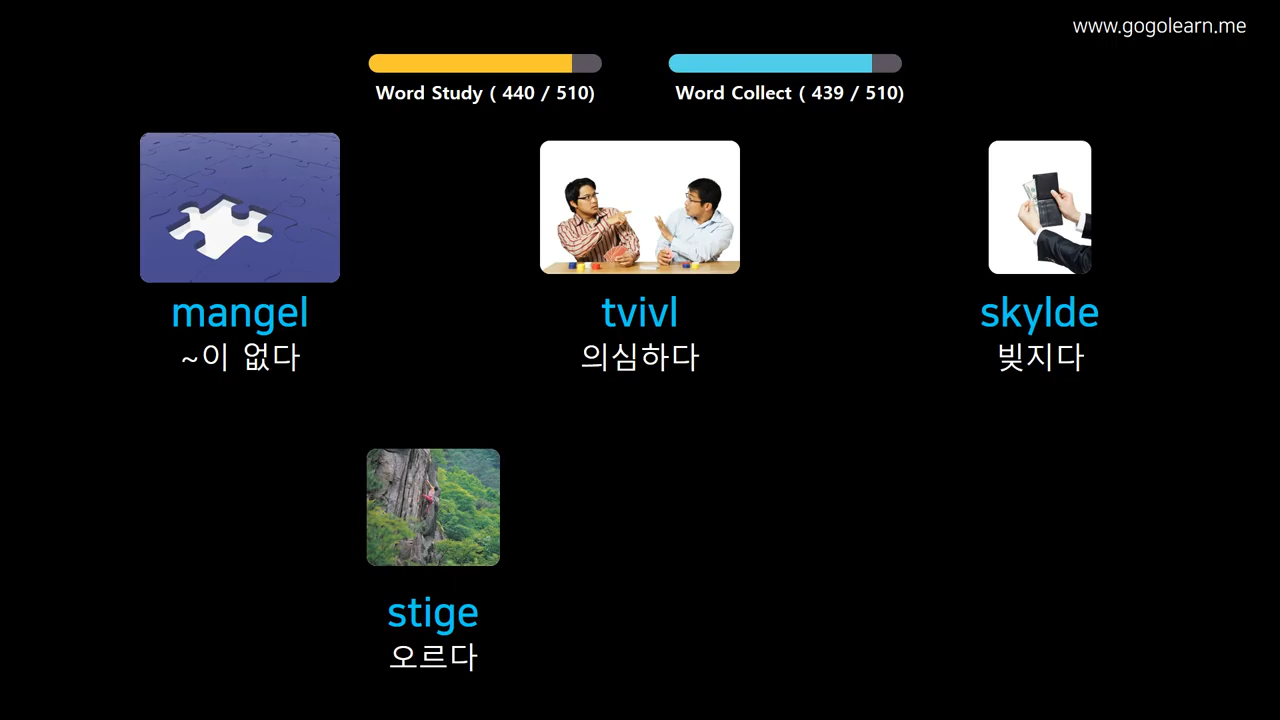 www.gogolearn.me
Word Study ( 440 / 510)
Word Collect ( 439 / 510)
mangel
~이 없다
tvivl
의심하다
skylde
빚지다
stige
오르다